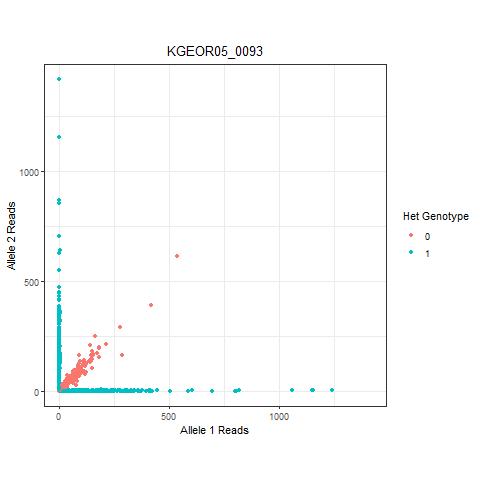 KGEOR05_0093
Allele 2 Reads
1000
500
0
0
500
1000
Allele 1 Reads
Het Genotype
0
1